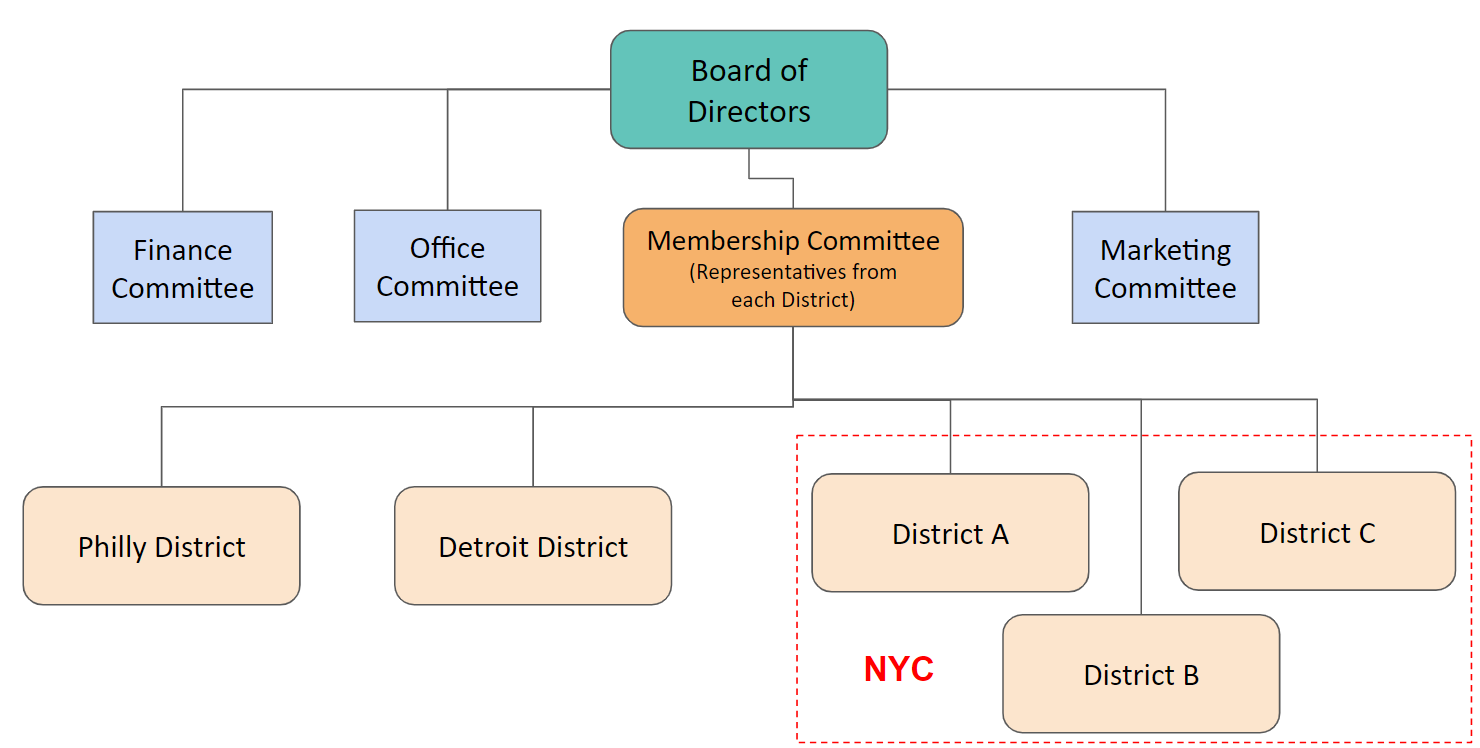 Board of
Directors
Finance
Committee
Office
Committee
Membership Committee
(Representatives from
each District)
Marketing
Committee
Philly District
Detroit District
District A
District C
NYC
District B